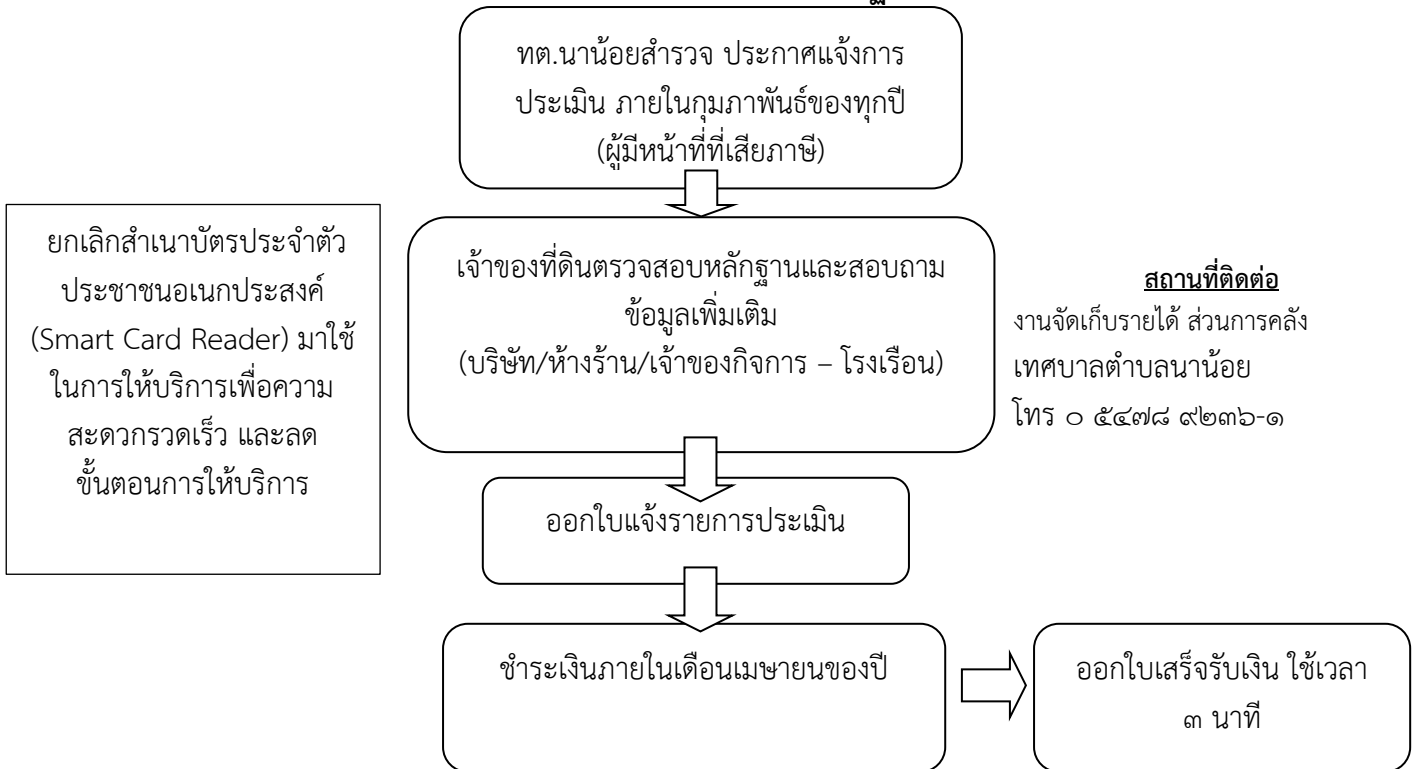 ทต.นาน้อยสำรวจ ประกาศแจ้งการ
ประเมิน ภายในกุมภาพันธ์ของทุกปี
(ผู้มีหน้าที่ที่เสียภาษี)
ยกเลิกสำเนาบัตรประจำตัว
ประชาชนอเนกประสงค์
(Smart Card Reader) มาใช้
ในการให้บริการเพื่อความ
สะดวกรวดเร็ว และลด
ขั้นตอนการให้บริการ
เจ้าของที่ดินตรวจสอบหลักฐานและสอบถาม
ข้อมูลเพิ่มเติม
(บริษัท/ห้างร้าน/เจ้าของกิจการ – โรงเรือน)
สถานที่ติดต่อ
งานจัดเก็บรายได้ ส่วนการคลัง
เทศบาลตำบลนาน้อย
โทร ๐ ๕๔๗๘ ๙๒๓๖-๑
ออกใบแจ้งรายการประเมิน
ชำระเงินภายในเดือนเมษายนของปี
ออกใบเสร็จรับเงิน ใช้เวลา
๓ นาที